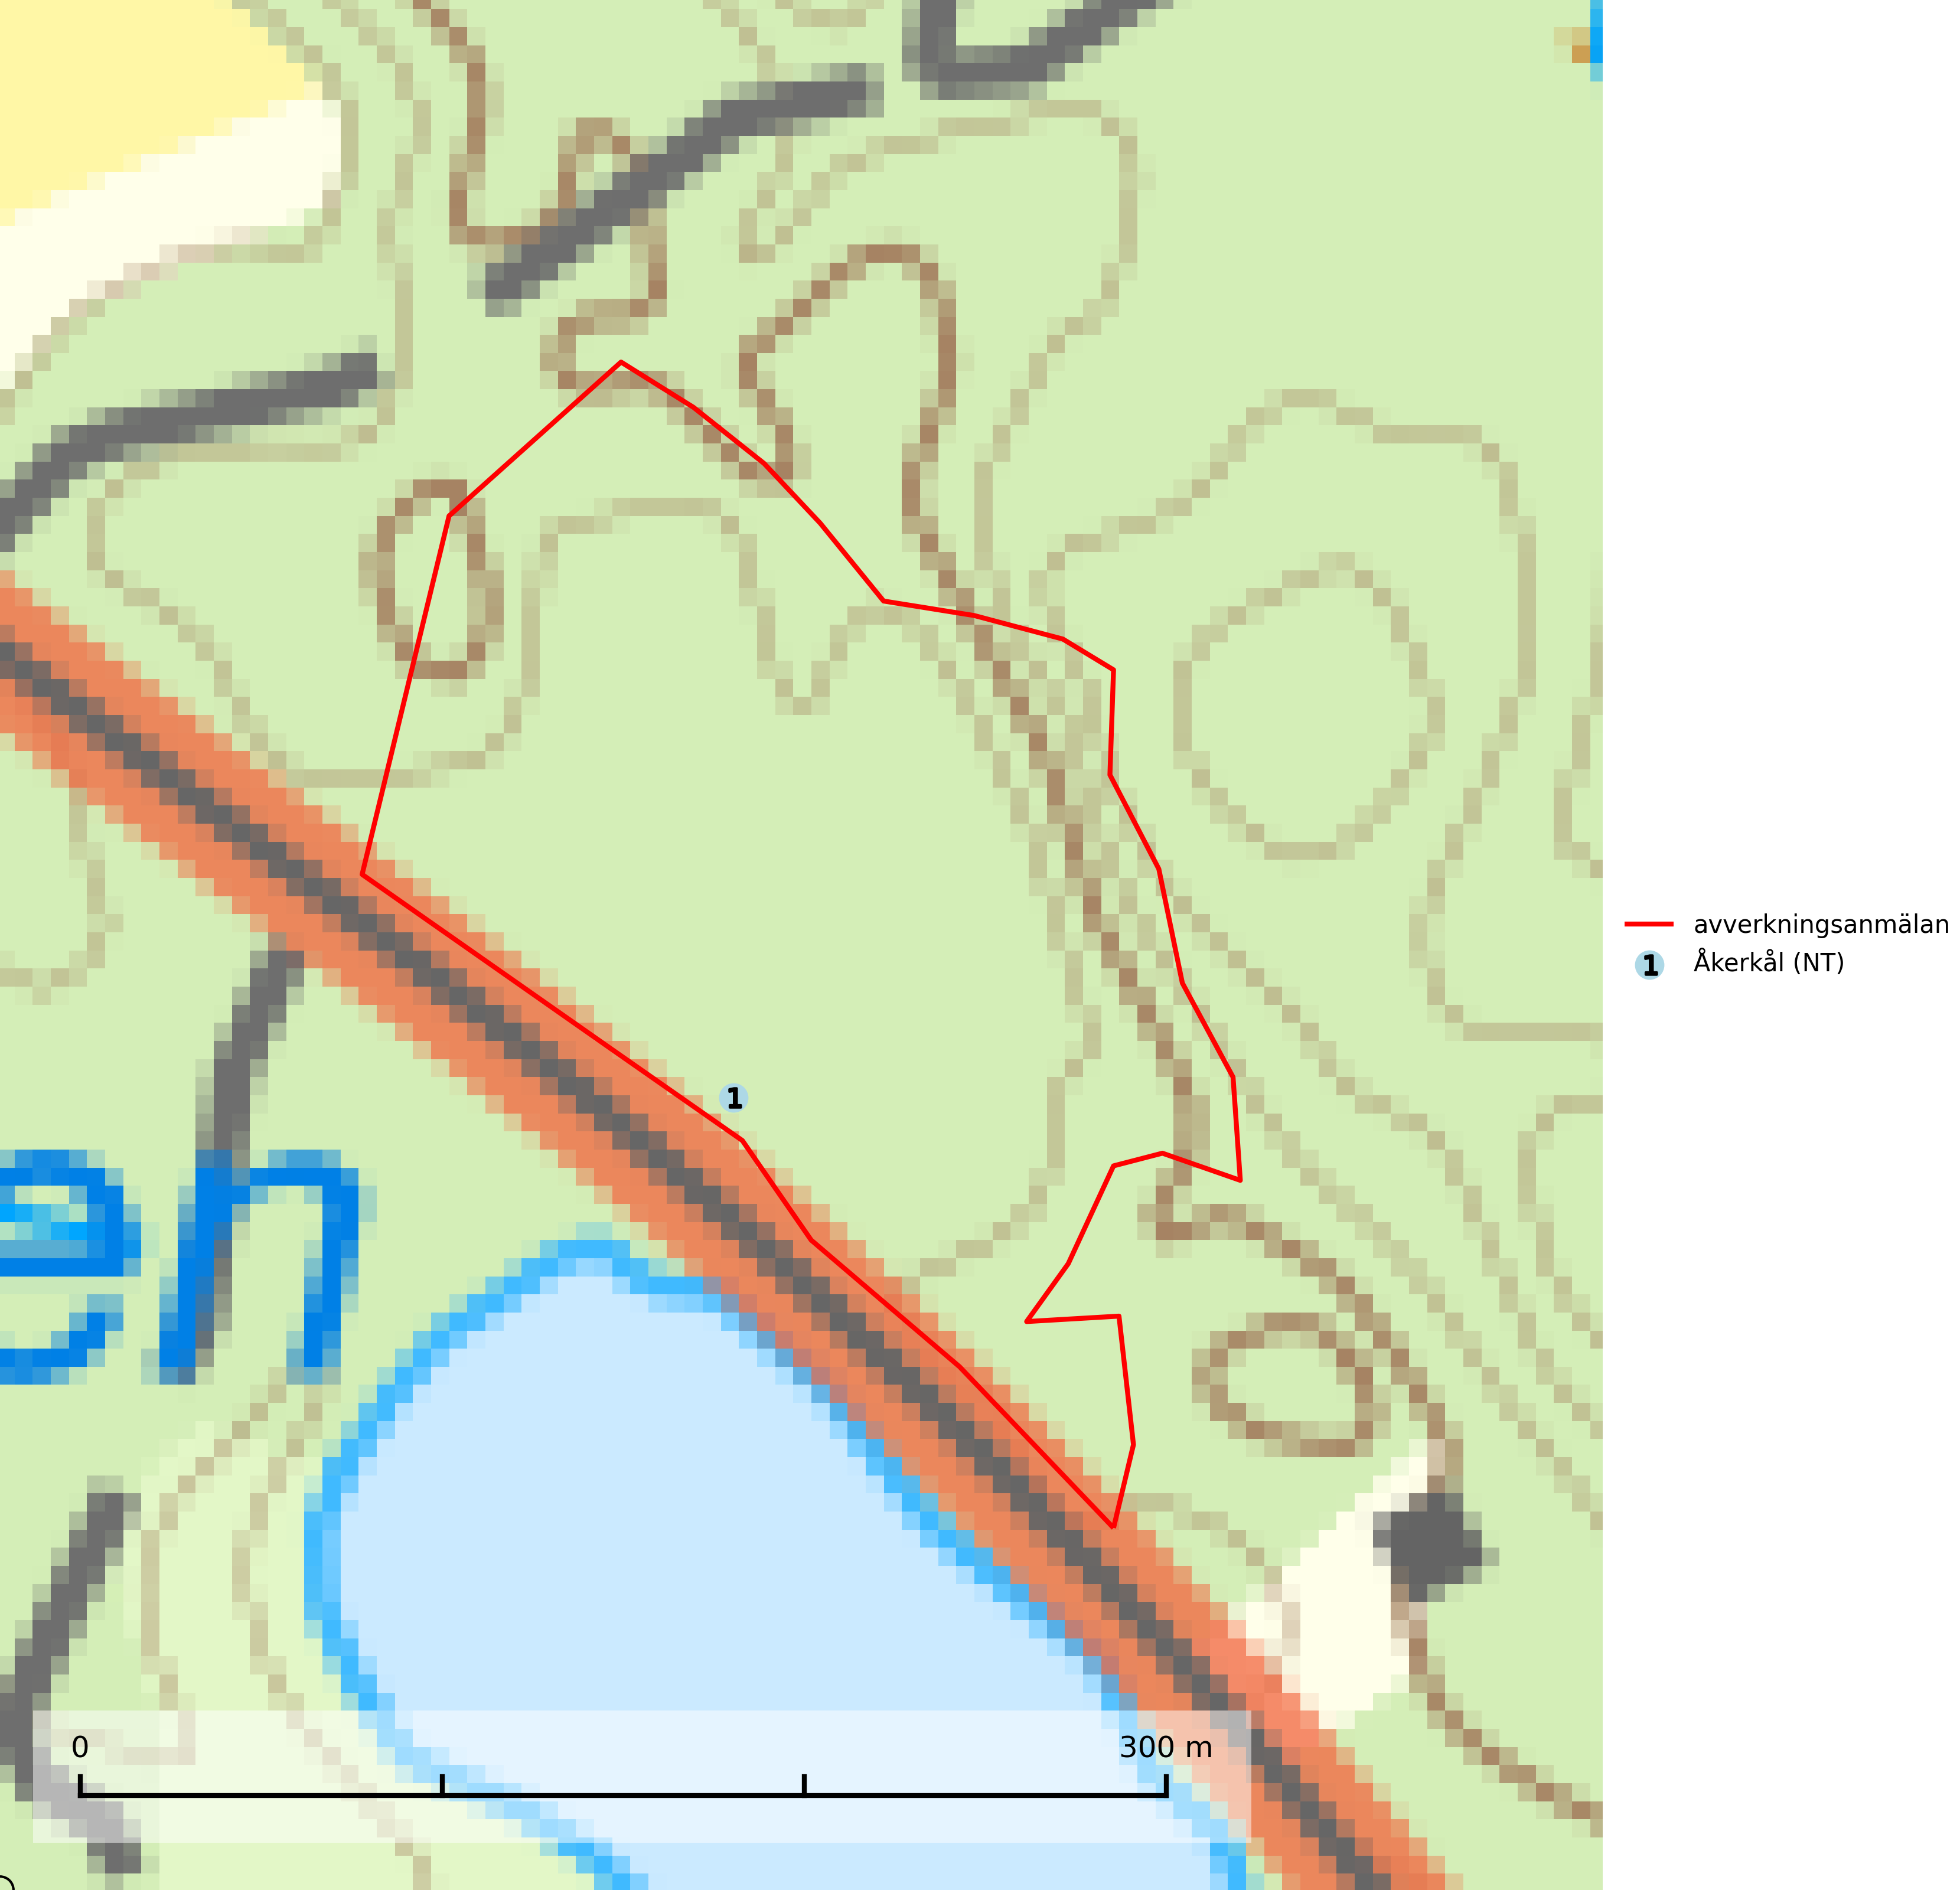 1
avverkningsanmälan
1 Åkerkål (NT)
0 300 m